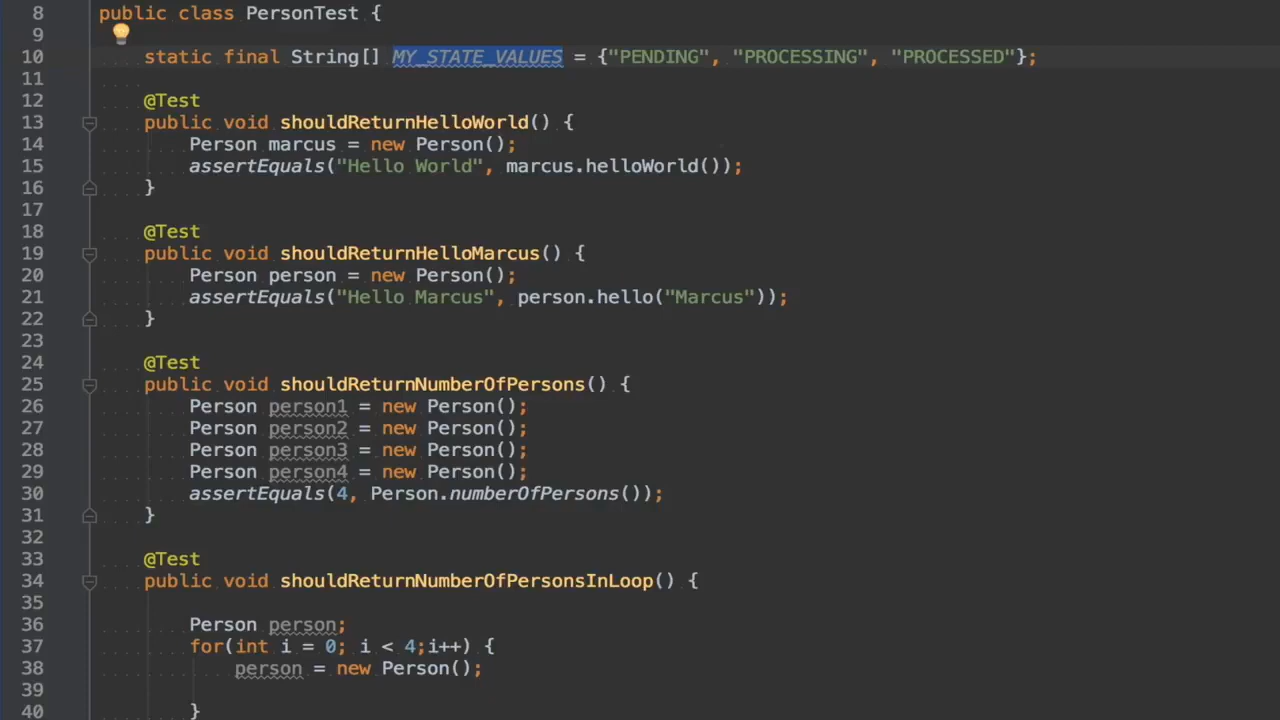 8 public class PersonTest {
9
10 static final String[] MY_STATE_VALUES = {"PENDING", "PROCESSING", "PROCESSED"};
11
12 @Test
13 public void shouldReturnHelloWorld() {
14 Person marcus = new Person();
15 assertEquals("Hello World", marcus.helloWorld());
16 }
17
18 @Test
19 public void shouldReturnHelloMarcus() {
20 Person person = new Person();
21 assertEquals("Hello Marcus", person.hello("Marcus"));
22 }
23
24 @Test
25 public void shouldReturnNumberOfPersons() {
26 Person person1 = new Person();
27 Person person2 = new Person();
28 Person person3 = new Person();
29 Person person4 = new Person();
30 assertEquals(4, Person.numberOfPersons());
31 }
32
33 @Test
34 public void shouldReturnNumberOfPersonsInLoop() {
35
36 Person person;
37 for(int i = 0; i < 4;i++) {
38 person = new Person();
39
40 }